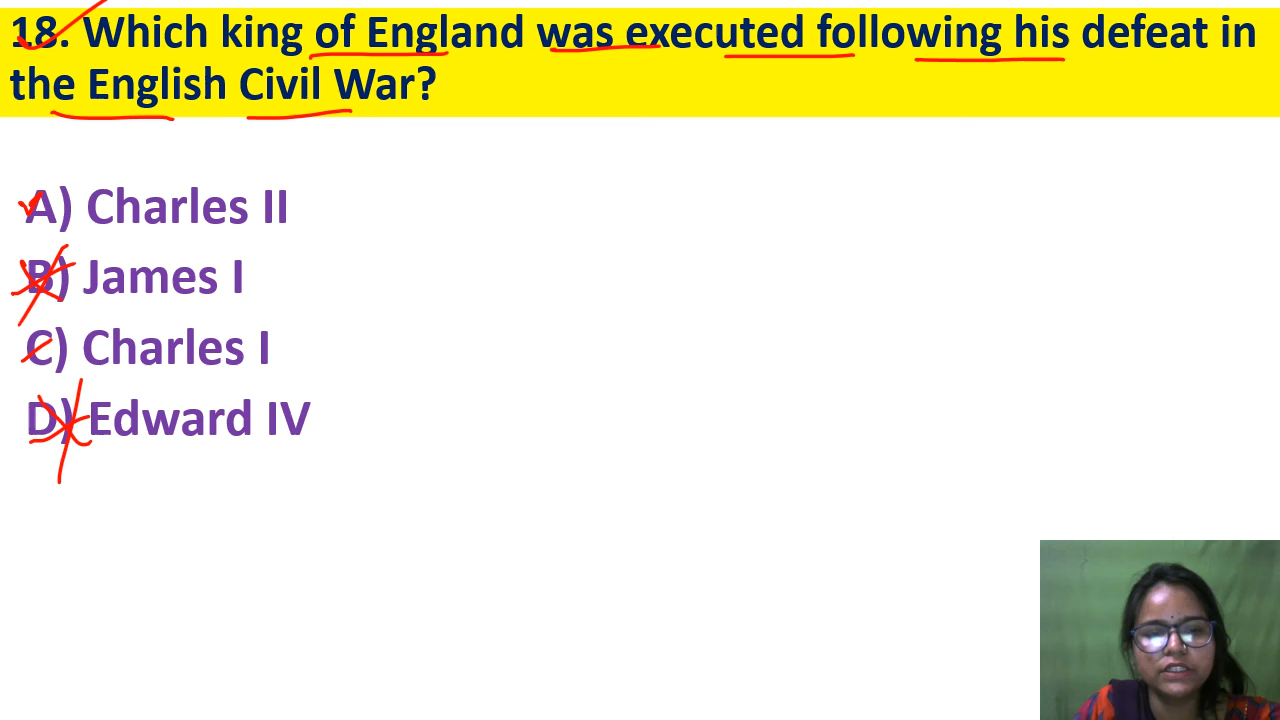 18. Which king of England was executed following his defeat in
the English Civil War?
A) Charles II
B) James I
C) Charles I
D) Edward IV